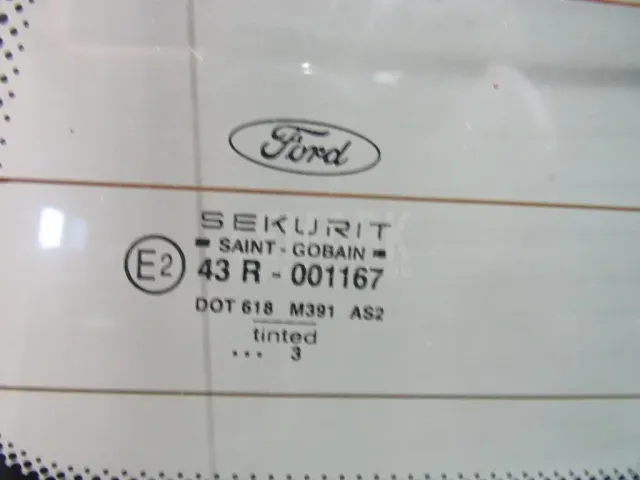 Ford
SEKURIT
SAINT - GOBAIN
E2 43 R - 001167
DOT 618 M391 AS2
tinted
... 3